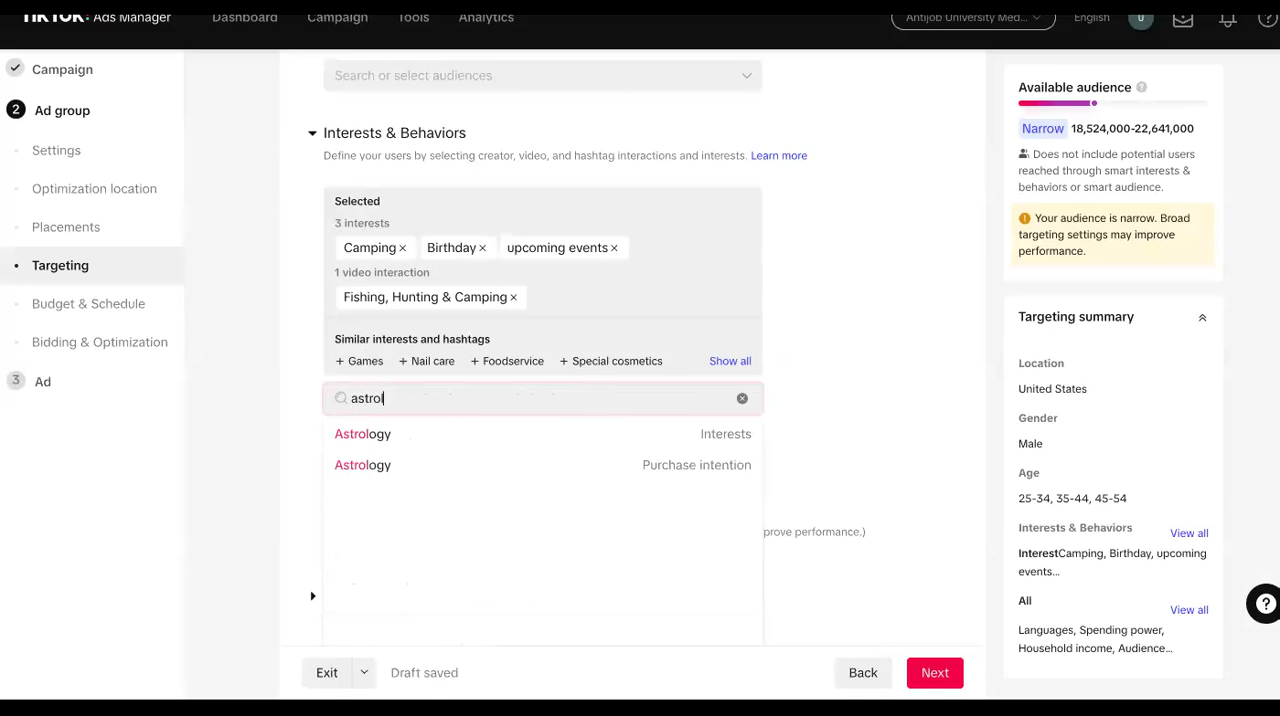 TikTok: Ads Manager
Dashboard
Campaign
Tools
Analytics
Antijob University Med...
English
U
Campaign
2 Ad group
Settings
Optimization location
Placements
Targeting
Budget & Schedule
Bidding & Optimization
3 Ad
Search or select audiences
Interests & Behaviors
Define your users by selecting creator, video, and hashtag interactions and interests. Learn more
Selected
3 interests
Camping × Birthday × upcoming events ×
1 video interaction
Fishing, Hunting & Camping ×
Similar interests and hashtags
+ Games + Nail care + Foodservice + Special cosmetics Show all
astrol
Astrology Interests
Astrology Purchase intention
prove performance.)
Exit
Draft saved
Back
Next
Available audience ?
Narrow 18,524,000-22,641,000
Does not include potential users
reached through smart interests &
behaviors or smart audience.
Your audience is narrow. Broad
targeting settings may improve
performance.
Targeting summary
Location
United States
Gender
Male
Age
25-34, 35-44, 45-54
Interests & Behaviors View all
InterestCamping, Birthday, upcoming
events...
All View all
Languages, Spending power,
Household income, Audience...
?